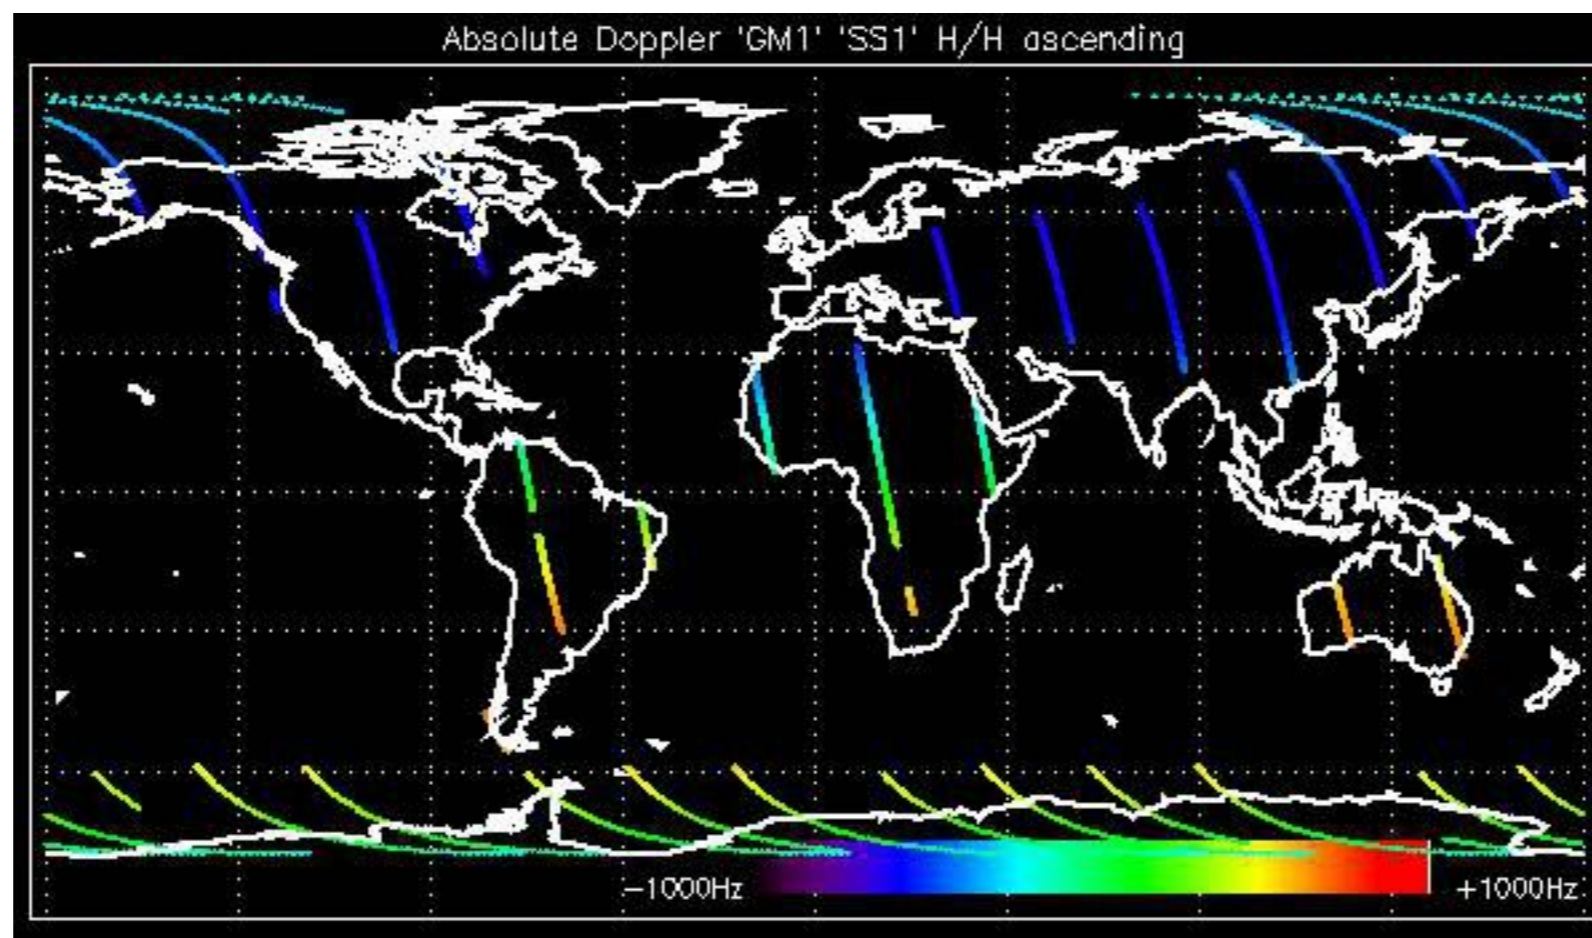 Absolute Doppler 'GM1' 'SS1' H/H ascending
-1000Hz
+1000Hz